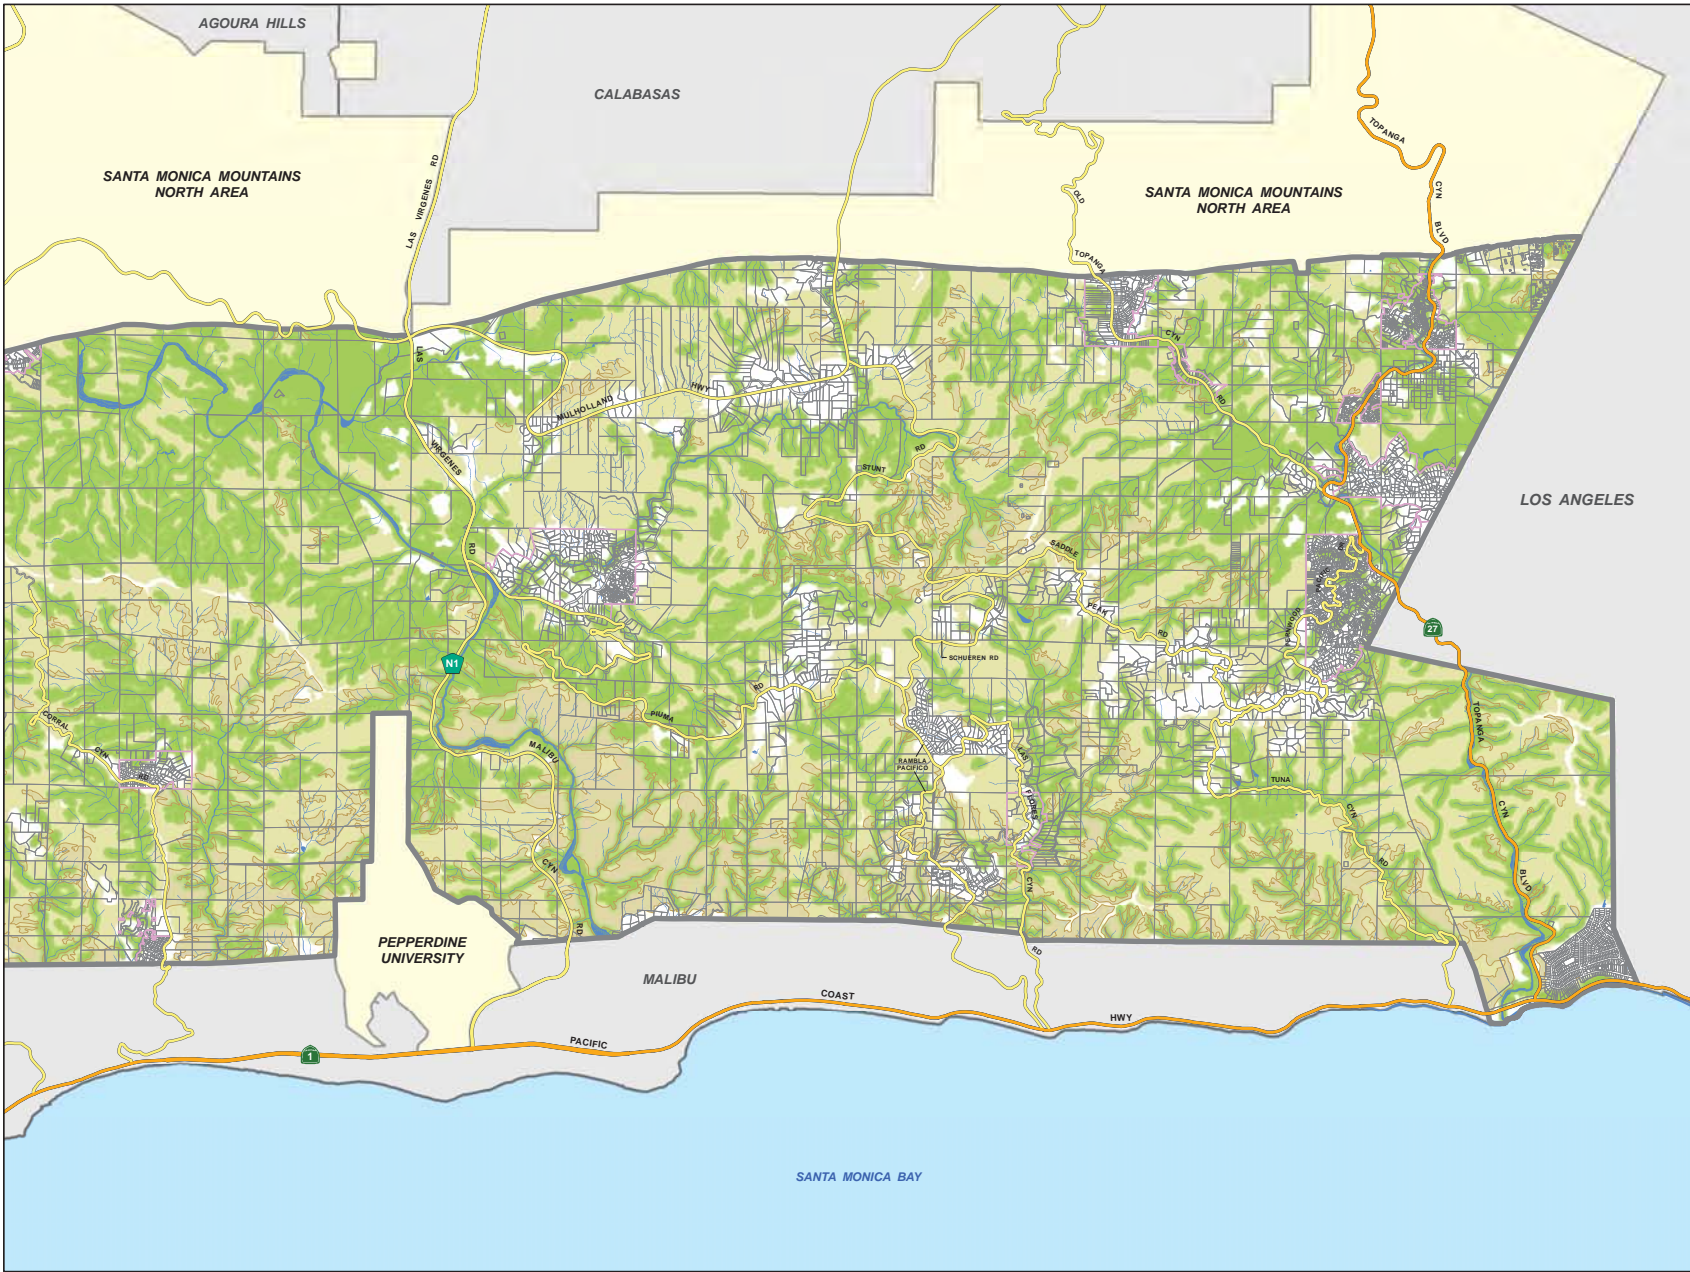 AGOURA HILLS
CALABASAS
TOPANGA
SANTA MONICA MOUNTAINS
NORTH AREA
LAS VIRGENES RD
OLD
SANTA MONICA MOUNTAINS
NORTH AREA
CYN
BLVD
TOPANGA
CYN
RD
LAS
VIRGENES
RD
MULHOLLAND
HWY
STUNT
RD
LOS ANGELES
SADDLE
PEAK
RD
27
N1
SCHUEREN RD
CORRAL
CYN
RD
PIUMA
RD
MALIBU
CYN
RD
RAMBLA
PACIFICO
LAS
FLORES
CYN
RD
TUNA
CYN
RD
TOPANGA
CYN
BLVD
PEPPERDINE
UNIVERSITY
MALIBU
COAST
HWY
PACIFIC
1
SANTA MONICA BAY